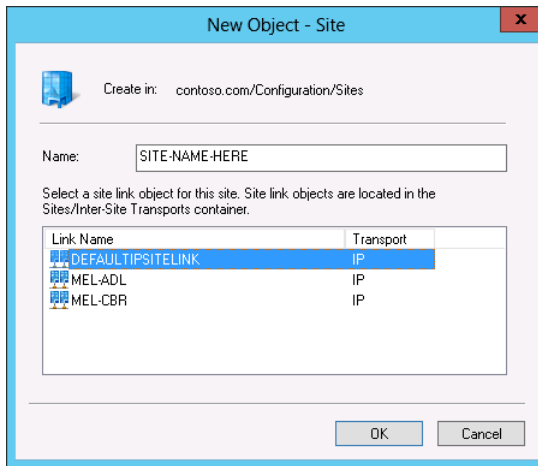 New Object - Site
x
Create in: contoso.com/Configuration/Sites
Name: SITE-NAME-HERE
Select a site link object for this site. Site link objects are located in the
Sites/Inter-Site Transports container.
Link Name Transport
DEFAULTIPSITELINK IP
MEL-ADL IP
MEL-CBR IP
OK Cancel